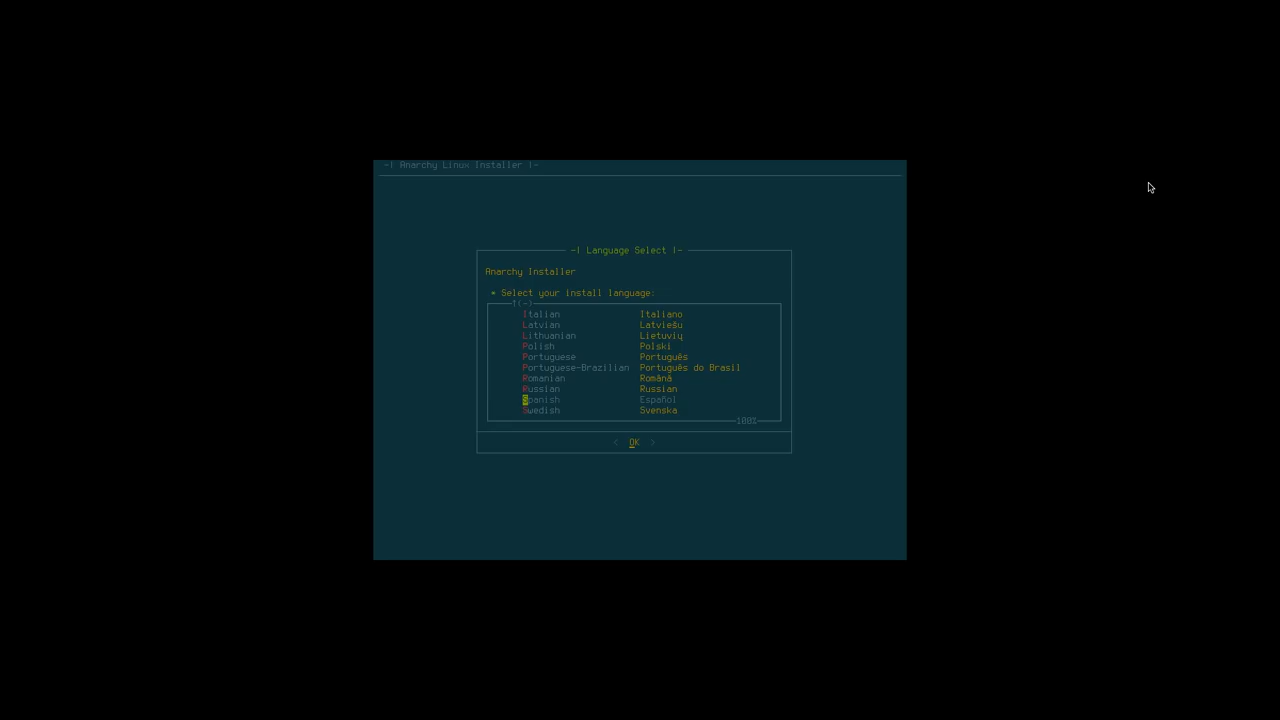 -| Anarchy Linux Installer |-
-| Language Select |-
Anarchy Installer
* Select your install language:
↑(-)
Italian Italiano
Latvian Latviešu
Lithuanian Lietuvių
Polish Polski
Portuguese Português
Portuguese-Brazilian Português do Brasil
Romanian Română
Russian Russian
Spanish Español
Swedish Svenska
100%
< OK >